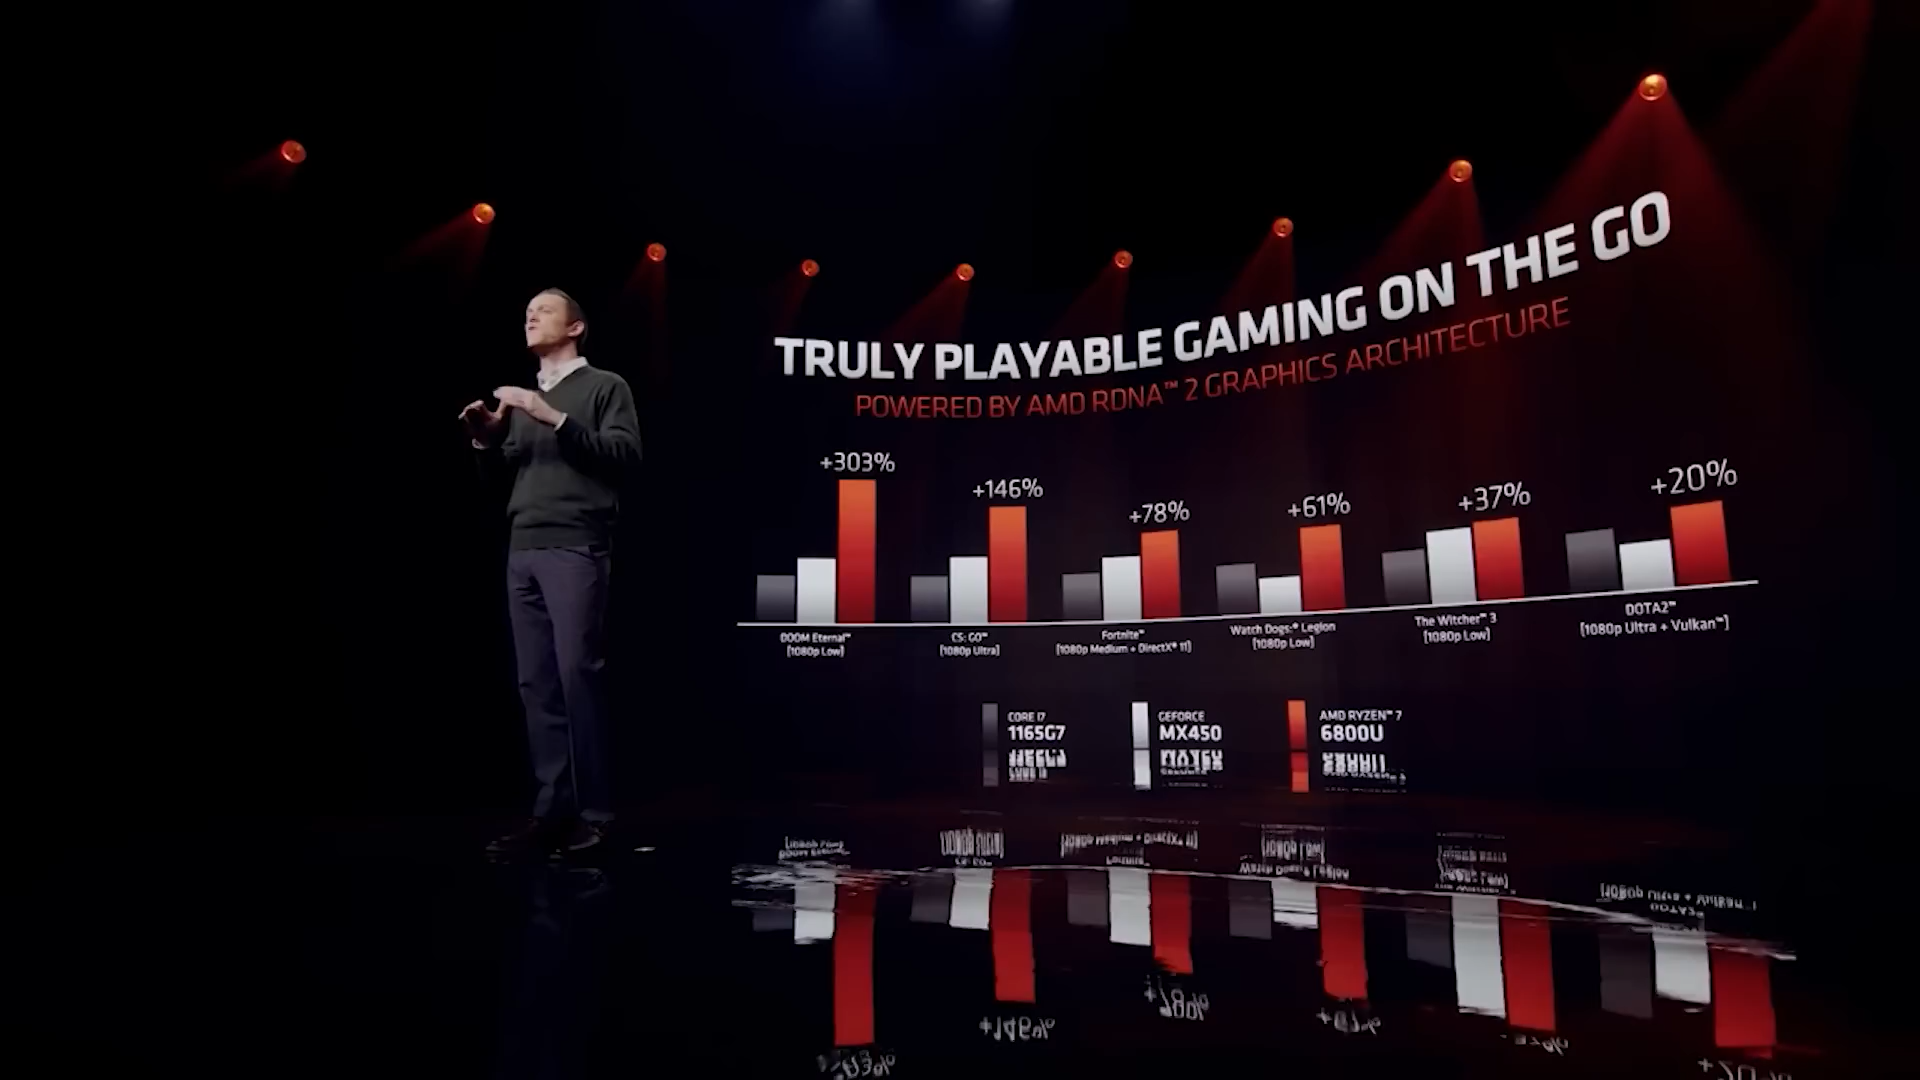 TRULY PLAYABLE GAMING ON THE GO
POWERED BY AMD RDNA™ 2 GRAPHICS ARCHITECTURE
+303%
+146%
+78%
+61%
+37%
+20%
DOOM Eternal™
[1080p Low]
CS: GO™
[1080p Ultra]
Fortnite™
[1080p Medium + DirectX® 11]
Watch Dogs:® Legion
[1080p Low]
The Witcher™ 3
[1080p Low]
DOTA2™
[1080p Ultra + Vulkan™]
CORE I7
1165G7
GEFORCE
MX450
AMD RYZEN™ 7
6800U